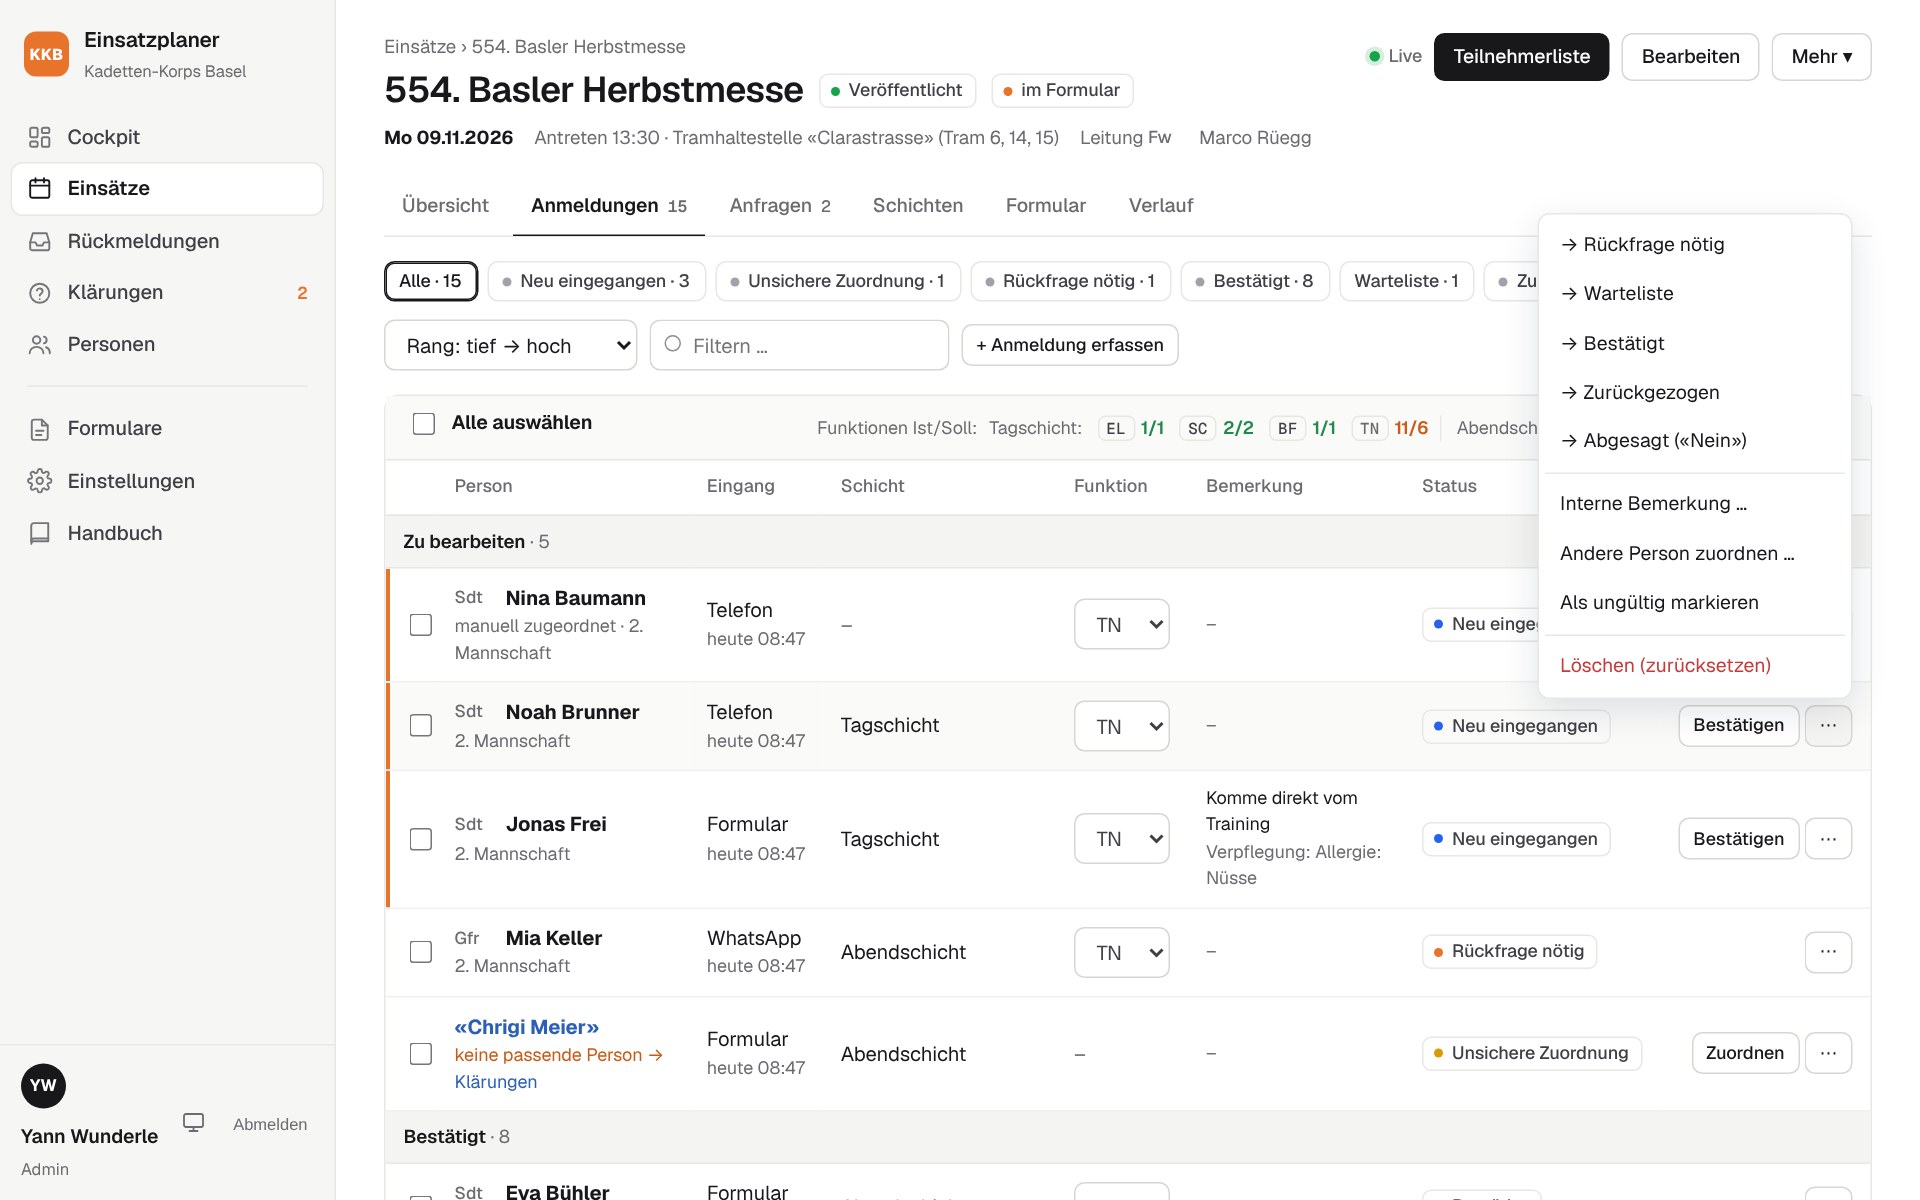 KKB
Einsatzplaner
Kadetten-Korps Basel
Cockpit
Einsätze
Rückmeldungen
Klärungen 2
Personen
Formulare
Einstellungen
Handbuch
YW
Yann Wunderle
Admin
Abmelden
Einsätze › 554. Basler Herbstmesse
Live
Teilnehmerliste
Bearbeiten
Mehr ▾
554. Basler Herbstmesse
Veröffentlicht
im Formular
Mo 09.11.2026 Antreten 13:30 · Tramhaltestelle «Clarastrasse» (Tram 6, 14, 15) Leitung Fw Marco Rüegg
Übersicht Anmeldungen 15 Anfragen 2 Schichten Formular Verlauf
Alle · 15 Neu eingegangen · 3 Unsichere Zuordnung · 1 Rückfrage nötig · 1 Bestätigt · 8 Warteliste · 1 Zu
Rang: tief → hoch
Filtern …
+ Anmeldung erfassen
→ Rückfrage nötig
→ Warteliste
→ Bestätigt
→ Zurückgezogen
→ Abgesagt («Nein»)
Interne Bemerkung …
Andere Person zuordnen …
Als ungültig markieren
Löschen (zurücksetzen)
Alle auswählen
Funktionen Ist/Soll: Tagschicht: EL 1/1 SC 2/2 BF 1/1 TN 11/6 Abendsch
Person Eingang Schicht Funktion Bemerkung Status
Zu bearbeiten · 5
Sdt Nina Baumann
manuell zugeordnet · 2.
Mannschaft
Telefon
heute 08:47
–
TN
–
Neu einge
Sdt Noah Brunner
2. Mannschaft
Telefon
heute 08:47
Tagschicht
TN
–
Neu eingegangen
Bestätigen
···
Sdt Jonas Frei
2. Mannschaft
Formular
heute 08:47
Tagschicht
TN
Komme direkt vom
Training
Verpflegung: Allergie:
Nüsse
Neu eingegangen
Bestätigen
···
Gfr Mia Keller
2. Mannschaft
WhatsApp
heute 08:47
Abendschicht
TN
–
Rückfrage nötig
···
«Chrigi Meier»
keine passende Person →
Klärungen
Formular
heute 08:47
Abendschicht
–
–
Unsichere Zuordnung
Zuordnen
···
Bestätigt · 8
Sdt Eva Bühler
Formular